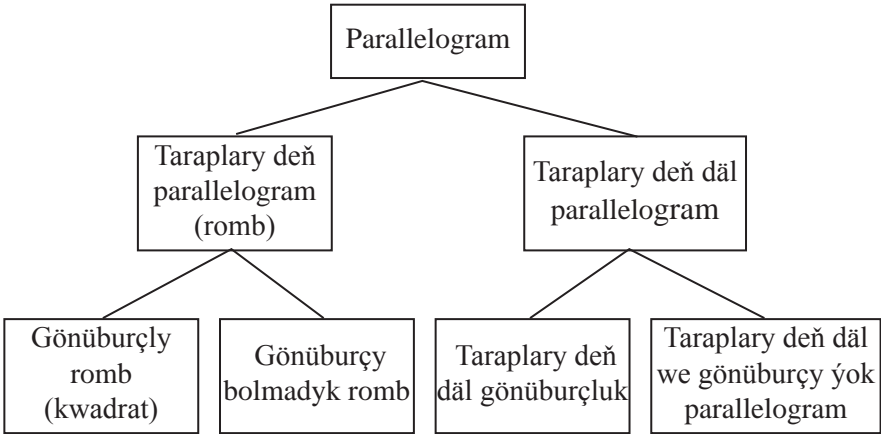 Parallelogram
Taraplary deň
parallelogram
(romb)
Taraplary deň däl
parallelogram
Gönüburçly
romb
(kwadrat)
Gönüburçy
bolmadyk romb
Taraplary deň
däl gönüburçluk
Taraplary deň däl
we gönüburçy ýok
parallelogram